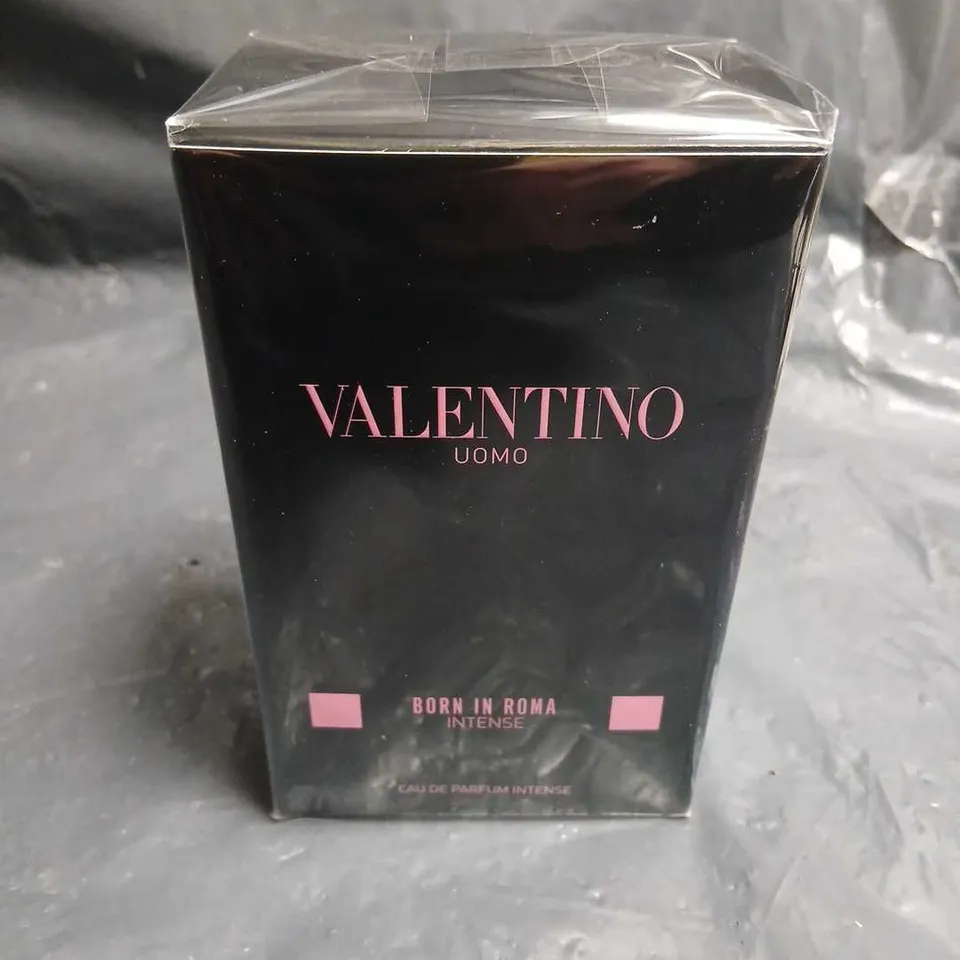 VALENTINO
UOMO
BORN IN ROMA
INTENSE
EAU DE PARFUM INTENSE